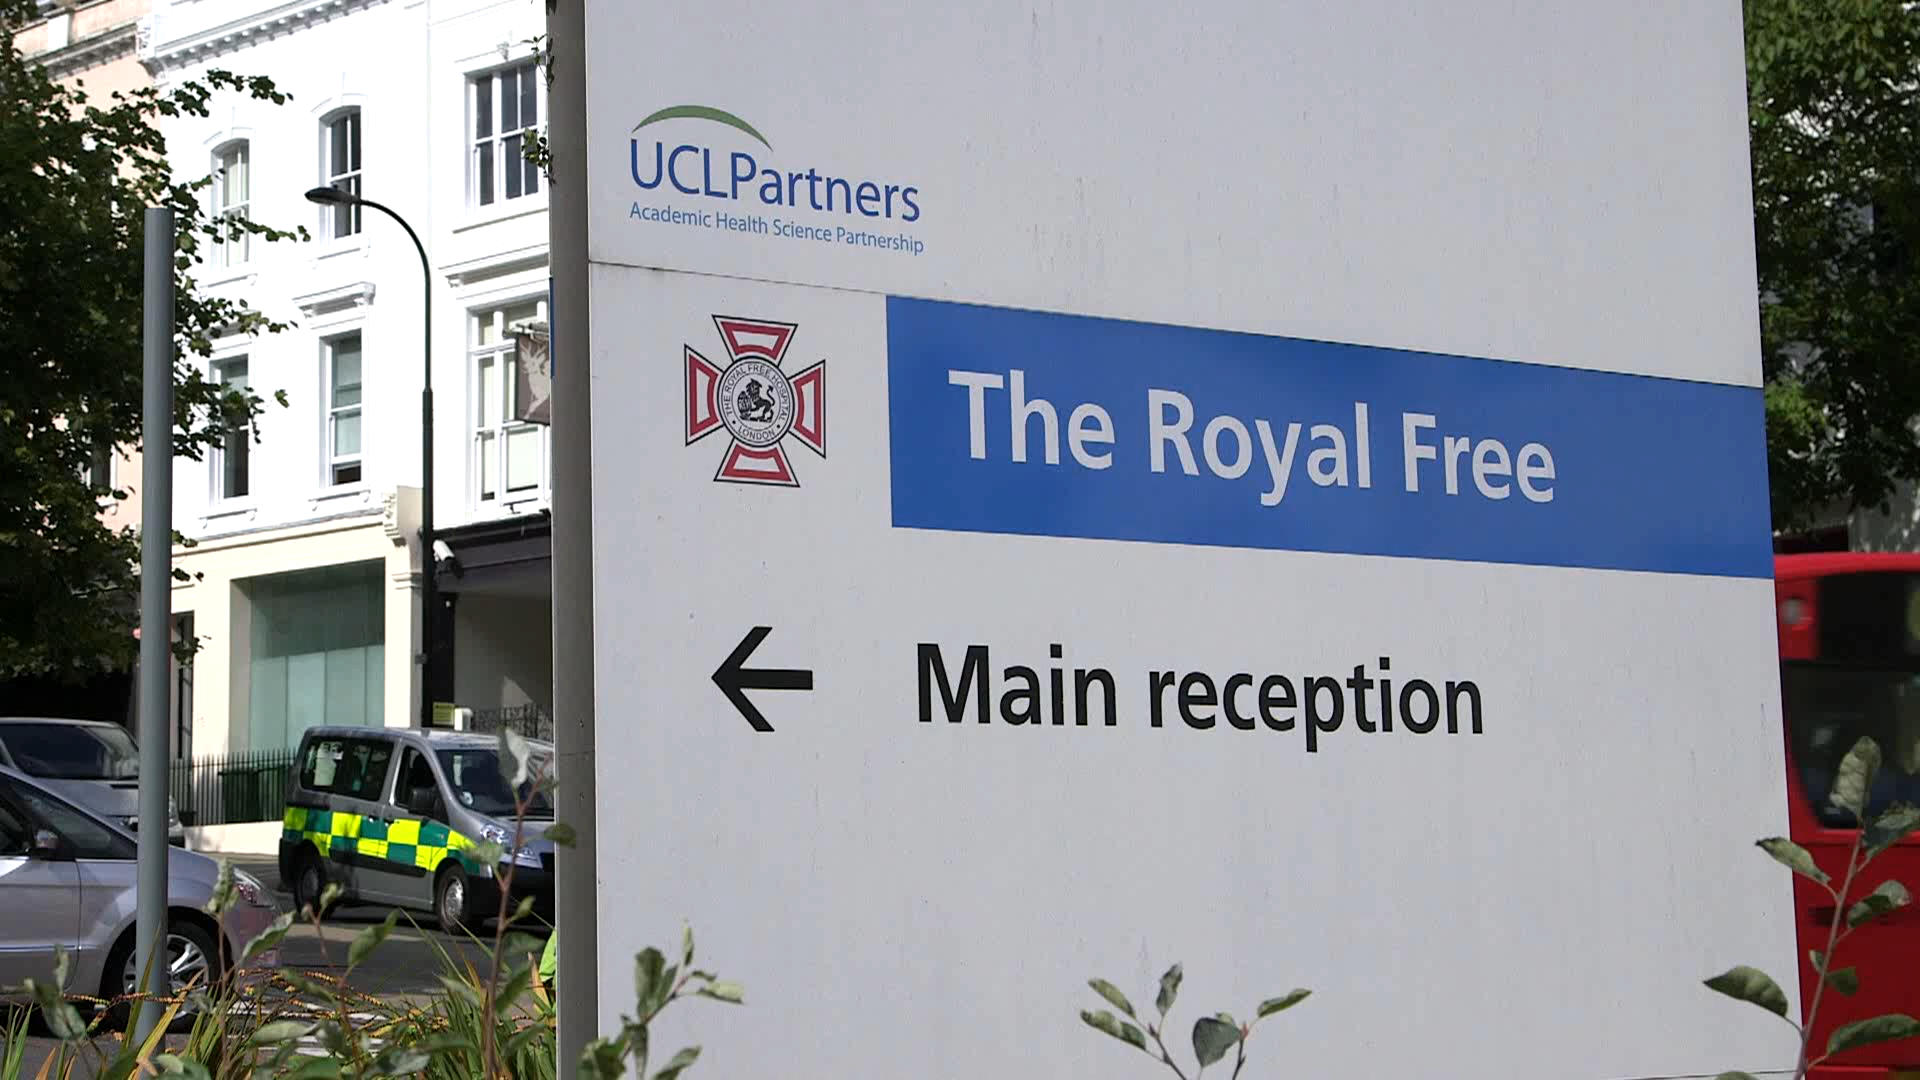 UCLPartners
Academic Health Science Partnership
THE ROYAL FREE HOSPITAL
LONDON
The Royal Free
Main reception